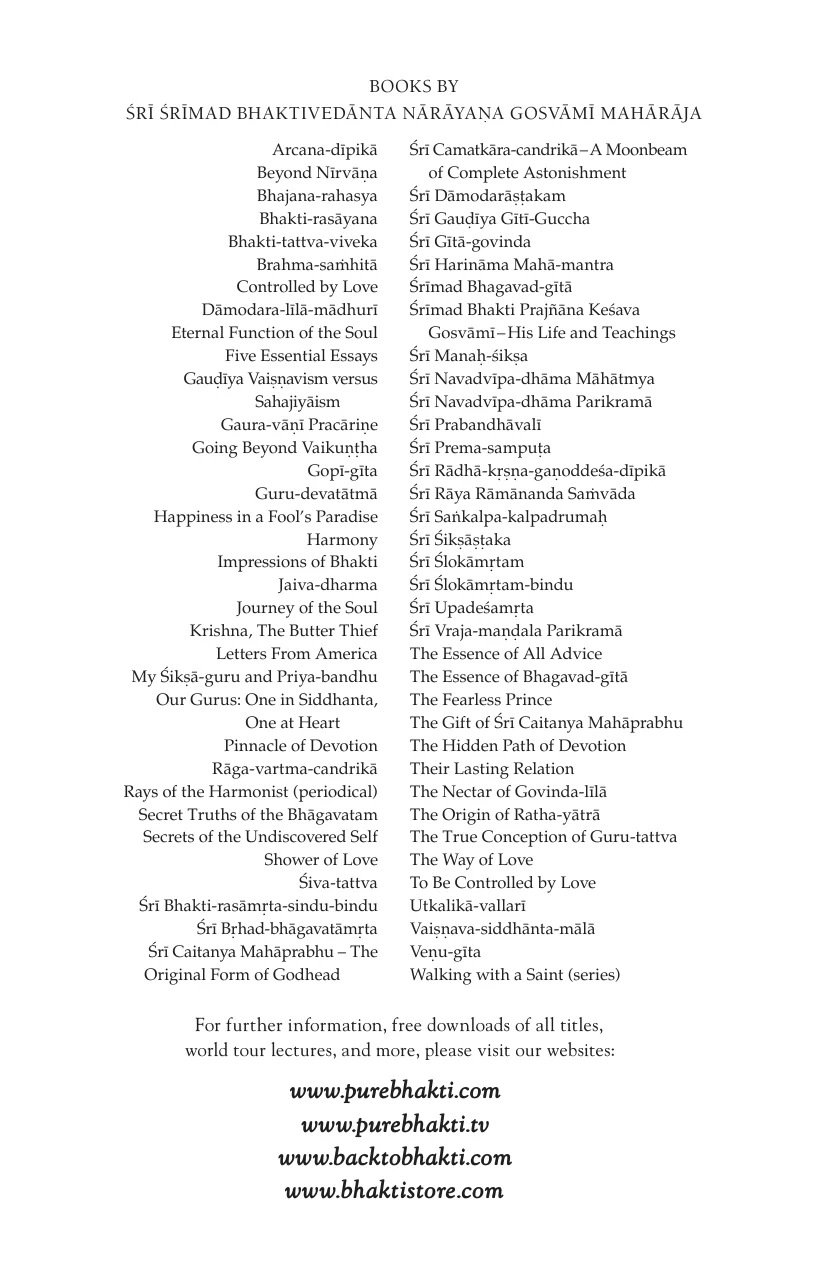 BOOKS BY
ŚRĪ ŚRĪMAD BHAKTIVEDĀNTA NĀRĀYAṆA GOSVĀMĪ MAHĀRĀJA
Arcana-dīpikā
Beyond Nīrvāṇa
Bhajana-rahasya
Bhakti-rasāyana
Bhakti-tattva-viveka
Brahma-saṁhitā
Controlled by Love
Dāmodara-līlā-mādhurī
Eternal Function of the Soul
Five Essential Essays
Gauḍīya Vaiṣṇavism versus
Sahajiyāism
Gaura-vāṇī Pracāriṇe
Going Beyond Vaikuṇṭha
Gopī-gīta
Guru-devatātmā
Happiness in a Fool’s Paradise
Harmony
Impressions of Bhakti
Jaiva-dharma
Journey of the Soul
Krishna, The Butter Thief
Letters From America
My Śikṣā-guru and Priya-bandhu
Our Gurus: One in Siddhanta,
One at Heart
Pinnacle of Devotion
Rāga-vartma-candrikā
Rays of the Harmonist (periodical)
Secret Truths of the Bhāgavatam
Secrets of the Undiscovered Self
Shower of Love
Śiva-tattva
Śrī Bhakti-rasāmṛta-sindu-bindu
Śrī Bṛhad-bhāgavatāmṛta
Śrī Caitanya Mahāprabhu – The
Original Form of Godhead
Śrī Camatkāra-candrikā – A Moonbeam
of Complete Astonishment
Śrī Dāmodarāṣṭakam
Śrī Gauḍīya Gītī-Guccha
Śrī Gītā-govinda
Śrī Harināma Mahā-mantra
Śrīmad Bhagavad-gītā
Śrīmad Bhakti Prajñāna Keśava
Gosvāmī – His Life and Teachings
Śrī Manaḥ-śikṣa
Śrī Navadvīpa-dhāma Māhātmya
Śrī Navadvīpa-dhāma Parikramā
Śrī Prabandhāvalī
Śrī Prema-sampuṭa
Śrī Rādhā-kṛṣṇa-gaṇoddeśa-dīpikā
Śrī Rāya Rāmānanda Saṁvāda
Śrī Saṅkalpa-kalpadrumaḥ
Śrī Śikṣāṣṭaka
Śrī Ślokāmṛtam
Śrī Ślokāmṛtam-bindu
Śrī Upadeśamṛta
Śrī Vraja-maṇḍala Parikramā
The Essence of All Advice
The Essence of Bhagavad-gītā
The Fearless Prince
The Gift of Śrī Caitanya Mahāprabhu
The Hidden Path of Devotion
Their Lasting Relation
The Nectar of Govinda-līlā
The Origin of Ratha-yātrā
The True Conception of Guru-tattva
The Way of Love
To Be Controlled by Love
Utkalikā-vallarī
Vaiṣṇava-siddhānta-mālā
Veṇu-gīta
Walking with a Saint (series)
For further information, free downloads of all titles,
world tour lectures, and more, please visit our websites:
www.purebhakti.com
www.purebhakti.tv
www.backtobhakti.com
www.bhaktistore.com